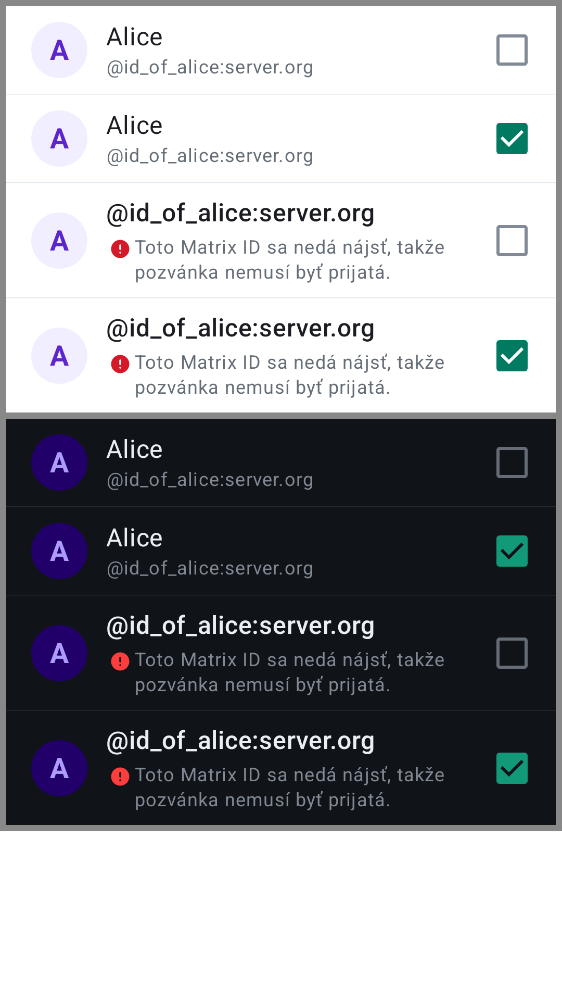 A
Alice
@id_of_alice:server.org
A
Alice
@id_of_alice:server.org
A
@id_of_alice:server.org
Toto Matrix ID sa nedá nájsť, takže
pozvánka nemusí byť prijatá.
A
@id_of_alice:server.org
Toto Matrix ID sa nedá nájsť, takže
pozvánka nemusí byť prijatá.
A
Alice
@id_of_alice:server.org
A
Alice
@id_of_alice:server.org
A
@id_of_alice:server.org
Toto Matrix ID sa nedá nájsť, takže
pozvánka nemusí byť prijatá.
A
@id_of_alice:server.org
Toto Matrix ID sa nedá nájsť, takže
pozvánka nemusí byť prijatá.